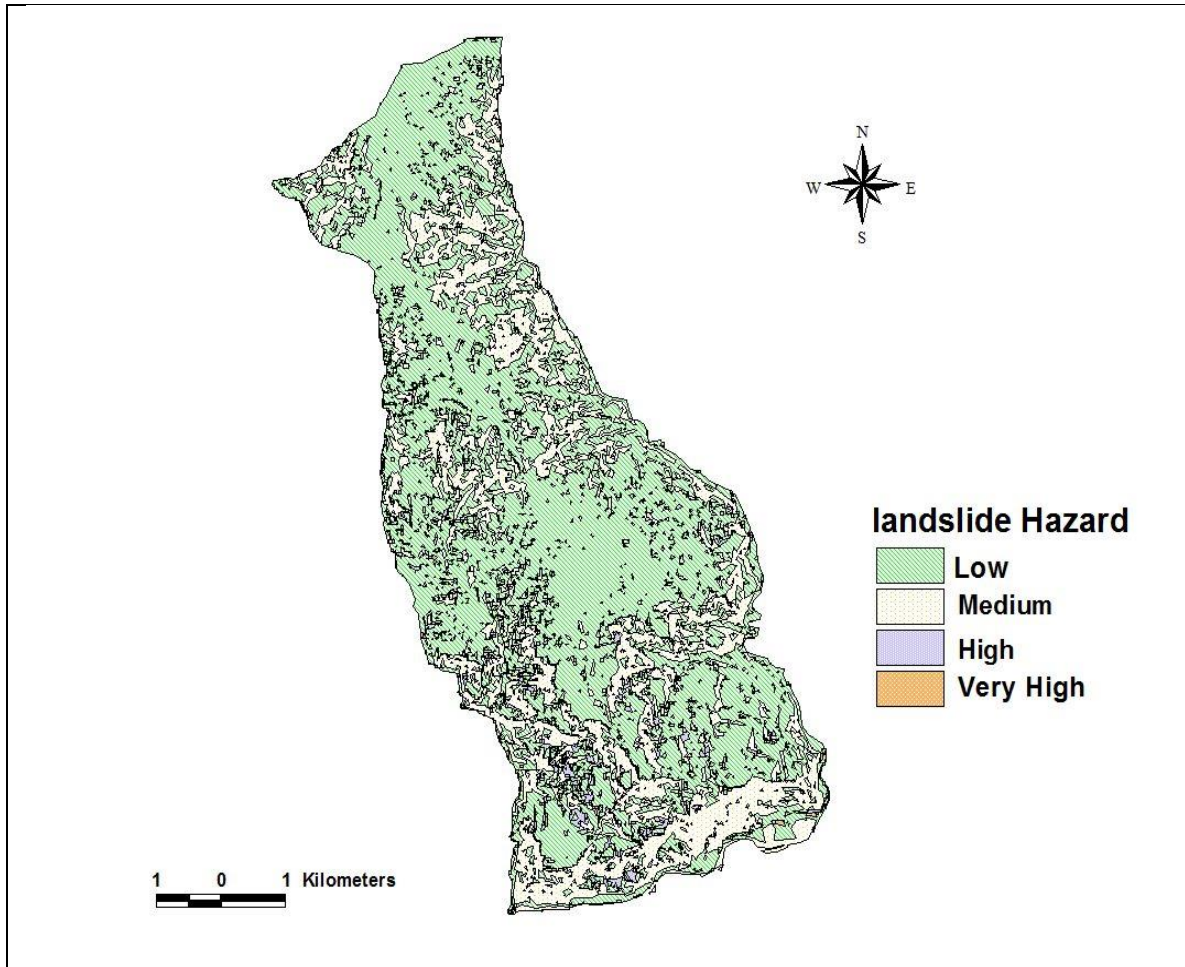 N
W E
S
landslide Hazard
Low
Medium
High
Very High
1 0 1 Kilometers